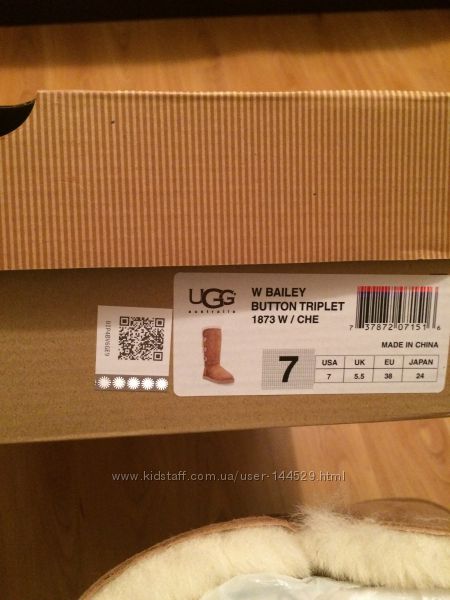 UGG
australia
W BAILEY
BUTTON TRIPLET
1873 W / CHE
7 37872 07151 6
MADE IN CHINA
7
USA UK EU JAPAN
7 5.5 38 24
www.kidstaff.com.ua/user-144529.html